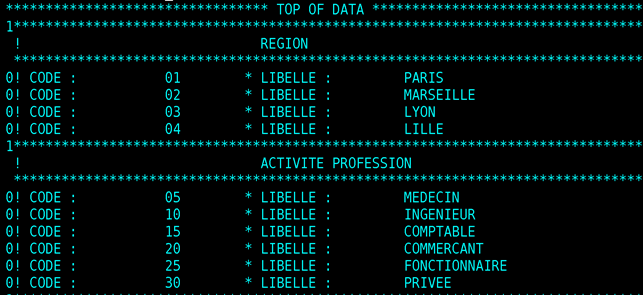 ********************************* TOP OF DATA **********************************
1*******************************************************************************
! REGION
*******************************************************************************
0! CODE : 01 * LIBELLE : PARIS
0! CODE : 02 * LIBELLE : MARSEILLE
0! CODE : 03 * LIBELLE : LYON
0! CODE : 04 * LIBELLE : LILLE
1*******************************************************************************
! ACTIVITE PROFESSION
*******************************************************************************
0! CODE : 05 * LIBELLE : MEDECIN
0! CODE : 10 * LIBELLE : INGENIEUR
0! CODE : 15 * LIBELLE : COMPTABLE
0! CODE : 20 * LIBELLE : COMMERCANT
0! CODE : 25 * LIBELLE : FONCTIONNAIRE
0! CODE : 30 * LIBELLE : PRIVEE